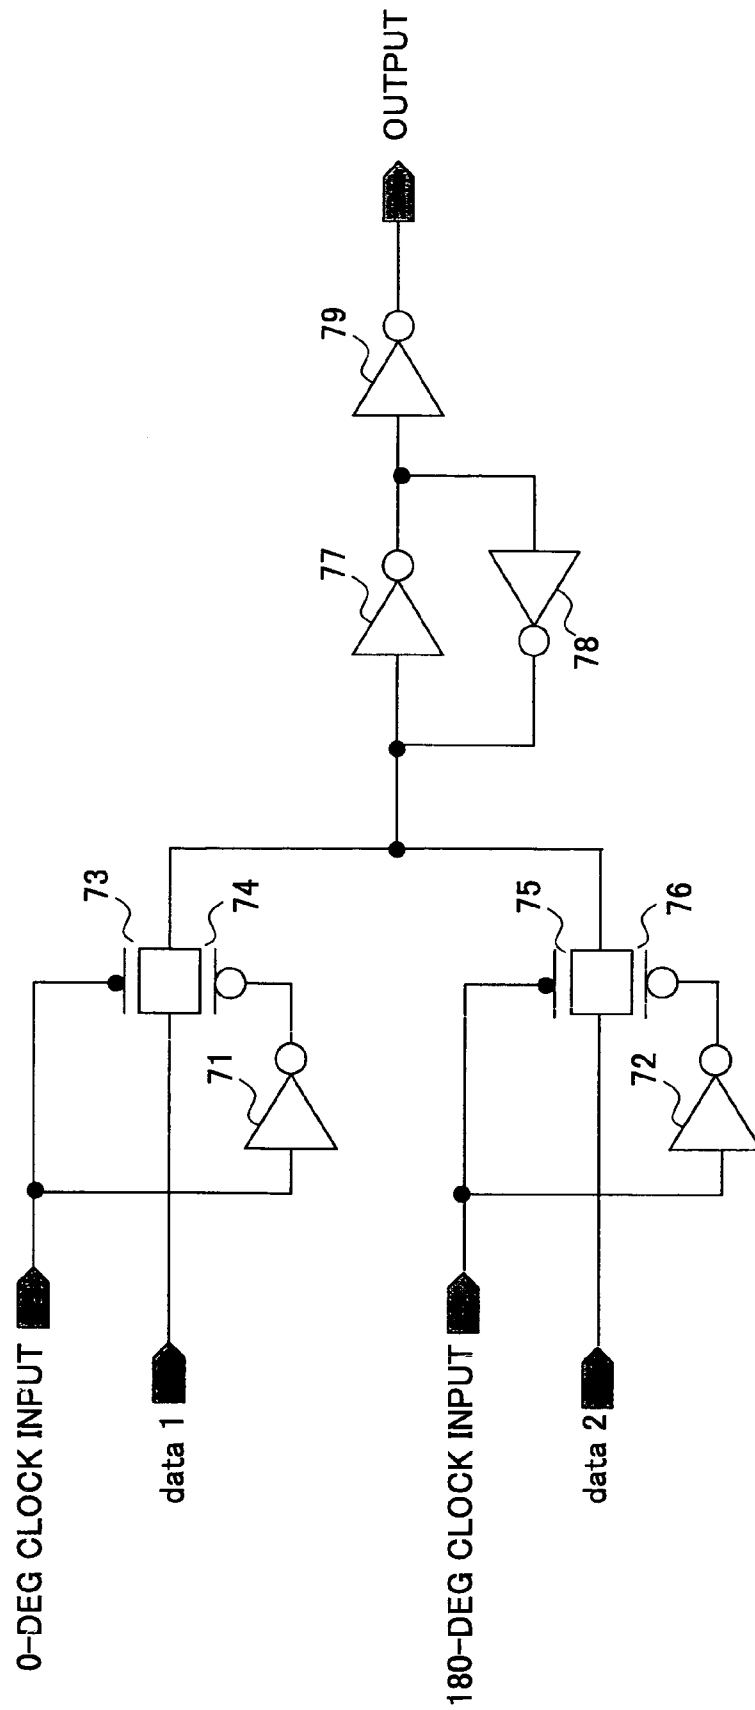 0-DEG CLOCK INPUT
data 1
71
73
74
180-DEG CLOCK INPUT
data 2
72
75
76
77
78
79
OUTPUT